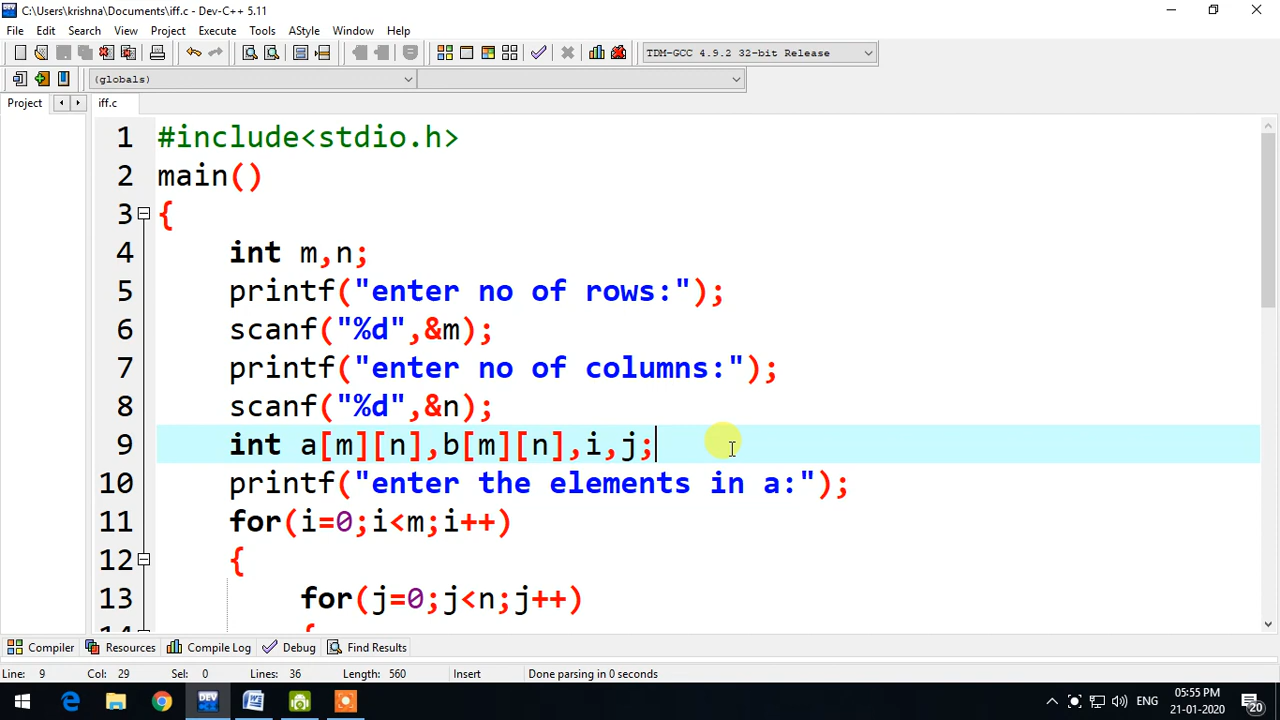 C:\Users\krishna\Documents\iff.c - Dev-C++ 5.11
File Edit Search View Project Execute Tools AStyle Window Help
TDM-GCC 4.9.2 32-bit Release
(globals)
Project iff.c
1 #include<stdio.h>
2 main()
3 {
4 int m,n;
5 printf("enter no of rows:");
6 scanf("%d",&m);
7 printf("enter no of columns:");
8 scanf("%d",&n);
9 int a[m][n],b[m][n],i,j;
10 printf("enter the elements in a:");
11 for(i=0;i<m;i++)
12 {
13 for(j=0;j<n;j++)
14 {
Compiler Resources Compile Log Debug Find Results
Line: 9 Col: 29 Sel: 0 Lines: 36 Length: 560 Insert Done parsing in 0 seconds
DEV W ENG 05:55 PM
21-01-2020 20